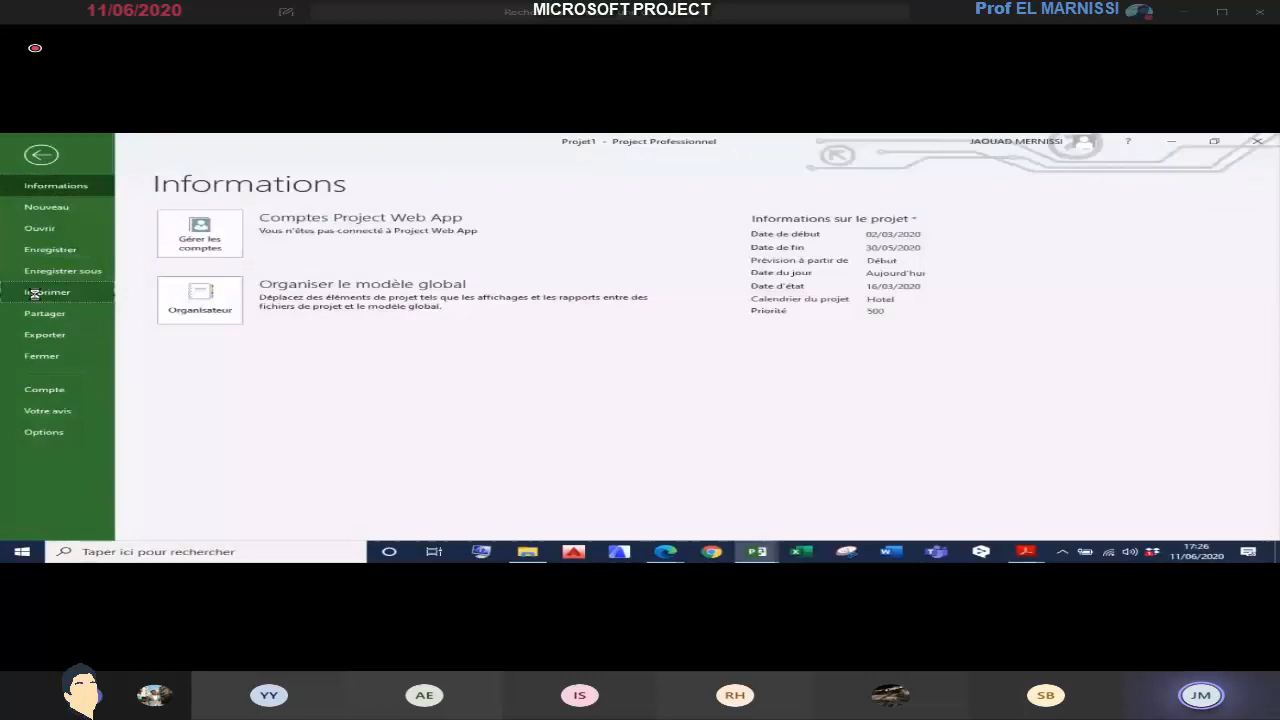 11/06/2020
Reche
MICROSOFT PROJECT
Prof EL MARNISSI
Projet1 - Project Professionnel
JAOUAD MERNISSI
?
Informations
Nouveau
Ouvrir
Enregistrer
Enregistrer sous
Imprimer
Partager
Exporter
Fermer
Compte
Votre avis
Options
Informations
Gérer les
comptes
Comptes Project Web App
Vous n'êtes pas connecté à Project Web App
Organisateur
Organiser le modèle global
Déplacez des éléments de projet tels que les affichages et les rapports entre des
fichiers de projet et le modèle global.
Informations sur le projet
Date de début 02/03/2020
Date de fin 30/05/2020
Prévision à partir de Début
Date du jour Aujourd'hui
Date d'état 16/03/2020
Calendrier du projet Hotel
Priorité 500
Taper ici pour rechercher
17:26
11/06/2020
YY
AE
IS
RH
SB
JM